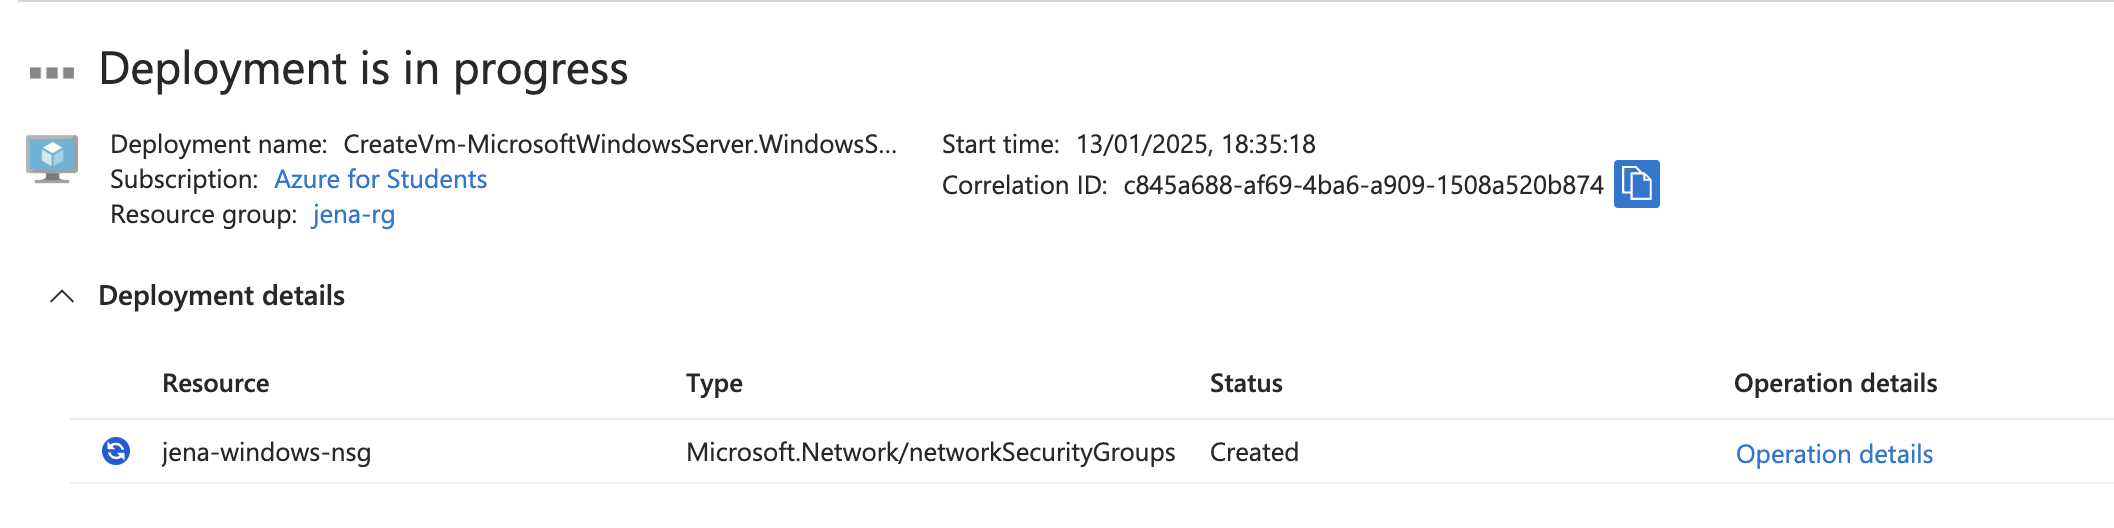 Deployment is in progress
Deployment name: CreateVm-MicrosoftWindowsServer.WindowsS...
Start time: 13/01/2025, 18:35:18
Subscription: Azure for Students
Correlation ID: c845a688-af69-4ba6-a909-1508a520b874
Resource group: jena-rg
Deployment details
Resource Type Status Operation details
jena-windows-nsg Microsoft.Network/networkSecurityGroups Created Operation details